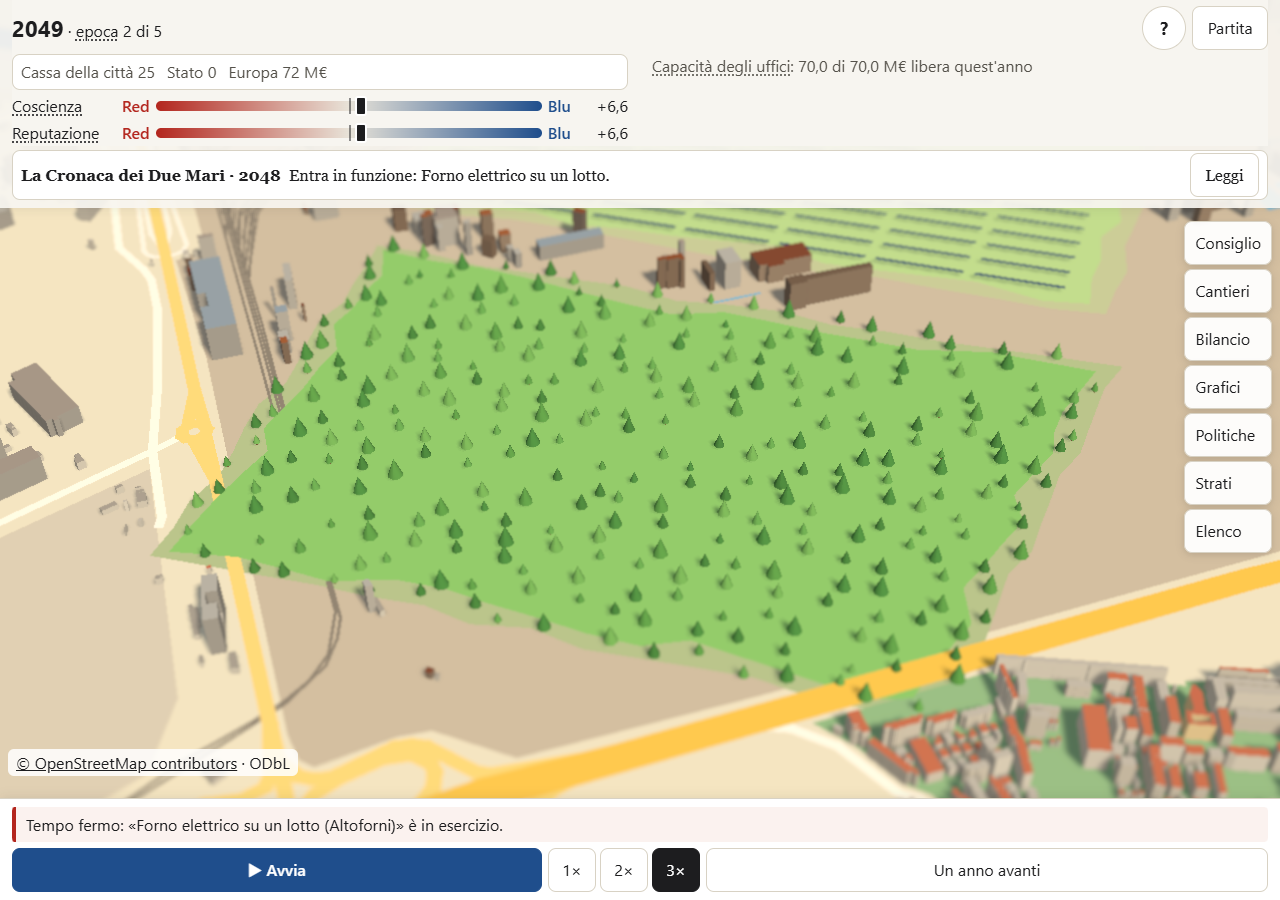 2049 · epoca 2 di 5
?
Partita
Cassa della città 25 Stato 0 Europa 72 M€
Capacità degli uffici: 70,0 di 70,0 M€ libera quest'anno
Coscienza Red Blu +6,6
Reputazione Red Blu +6,6
La Cronaca dei Due Mari · 2048 Entra in funzione: Forno elettrico su un lotto.
Leggi
Consiglio
Cantieri
Bilancio
Grafici
Politiche
Strati
Elenco
© OpenStreetMap contributors · ODbL
Tempo fermo: «Forno elettrico su un lotto (Altoforni)» è in esercizio.
▶ Avvia 1× 2× 3× Un anno avanti